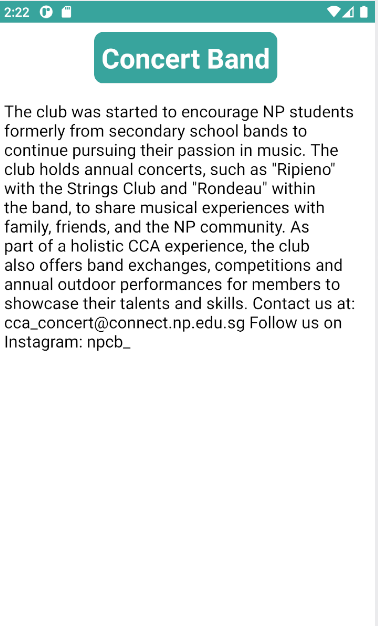 2:22
Concert Band
The club was started to encourage NP students
formerly from secondary school bands to
continue pursuing their passion in music. The
club holds annual concerts, such as "Ripieno"
with the Strings Club and "Rondeau" within
the band, to share musical experiences with
family, friends, and the NP community. As
part of a holistic CCA experience, the club
also offers band exchanges, competitions and
annual outdoor performances for members to
showcase their talents and skills. Contact us at:
cca_concert@connect.np.edu.sg Follow us on
Instagram: npcb_